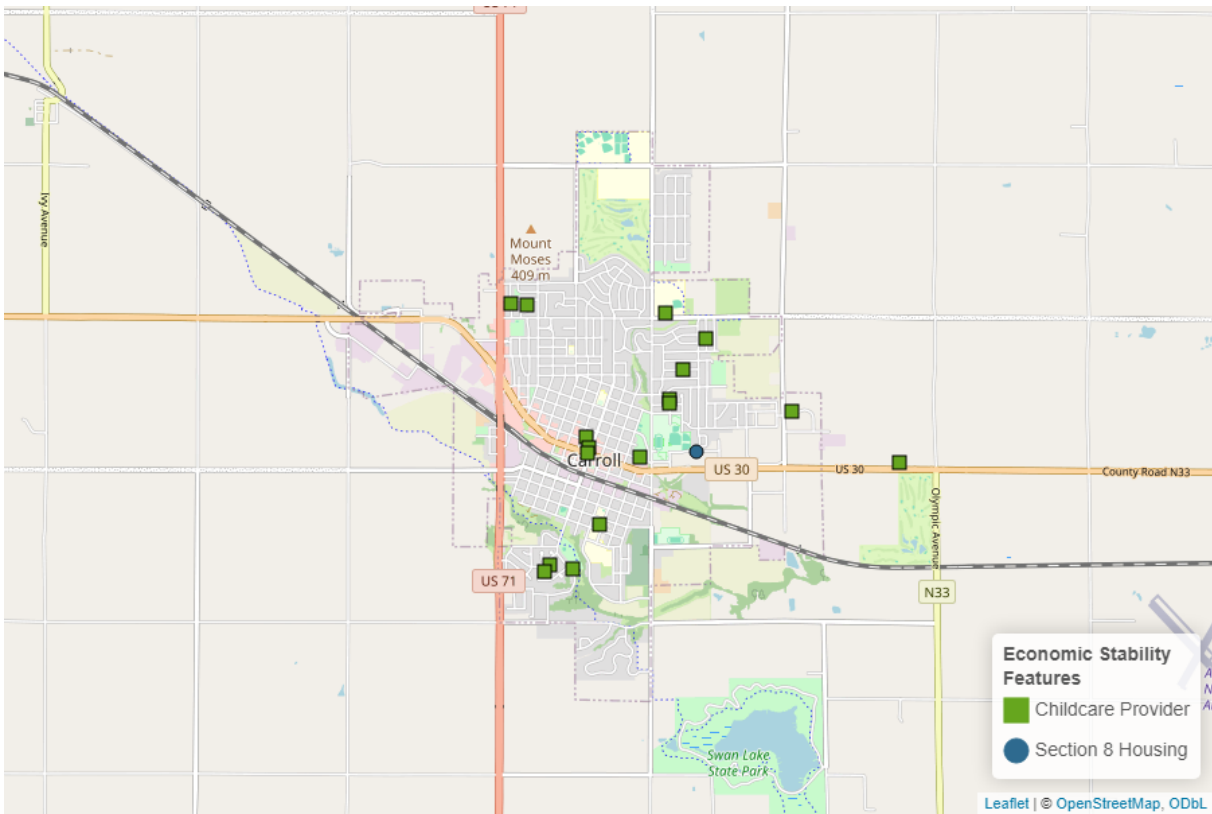 Ivy Avenue
Mount
Moses
409 m
Carroll
US 30
US 30
County Road N33
Olympic Avenue
US 71
N33
Swan Lake
State Park
Economic Stability
Features
Childcare Provider
Section 8 Housing
Leaflet | © OpenStreetMap, ODbL